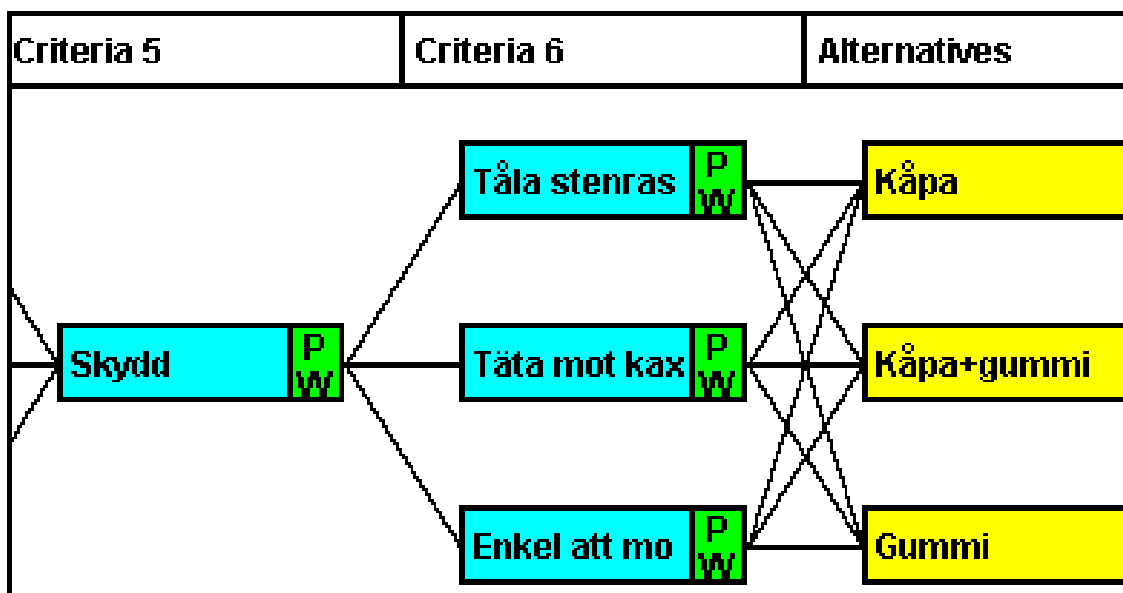 Criteria 5
Criteria 6
Alternatives
Tåla stenras
P
W
Kåpa
Skydd
P
W
Täta mot kax
P
W
Kåpa+gummi
Enkel att mo
P
W
Gummi